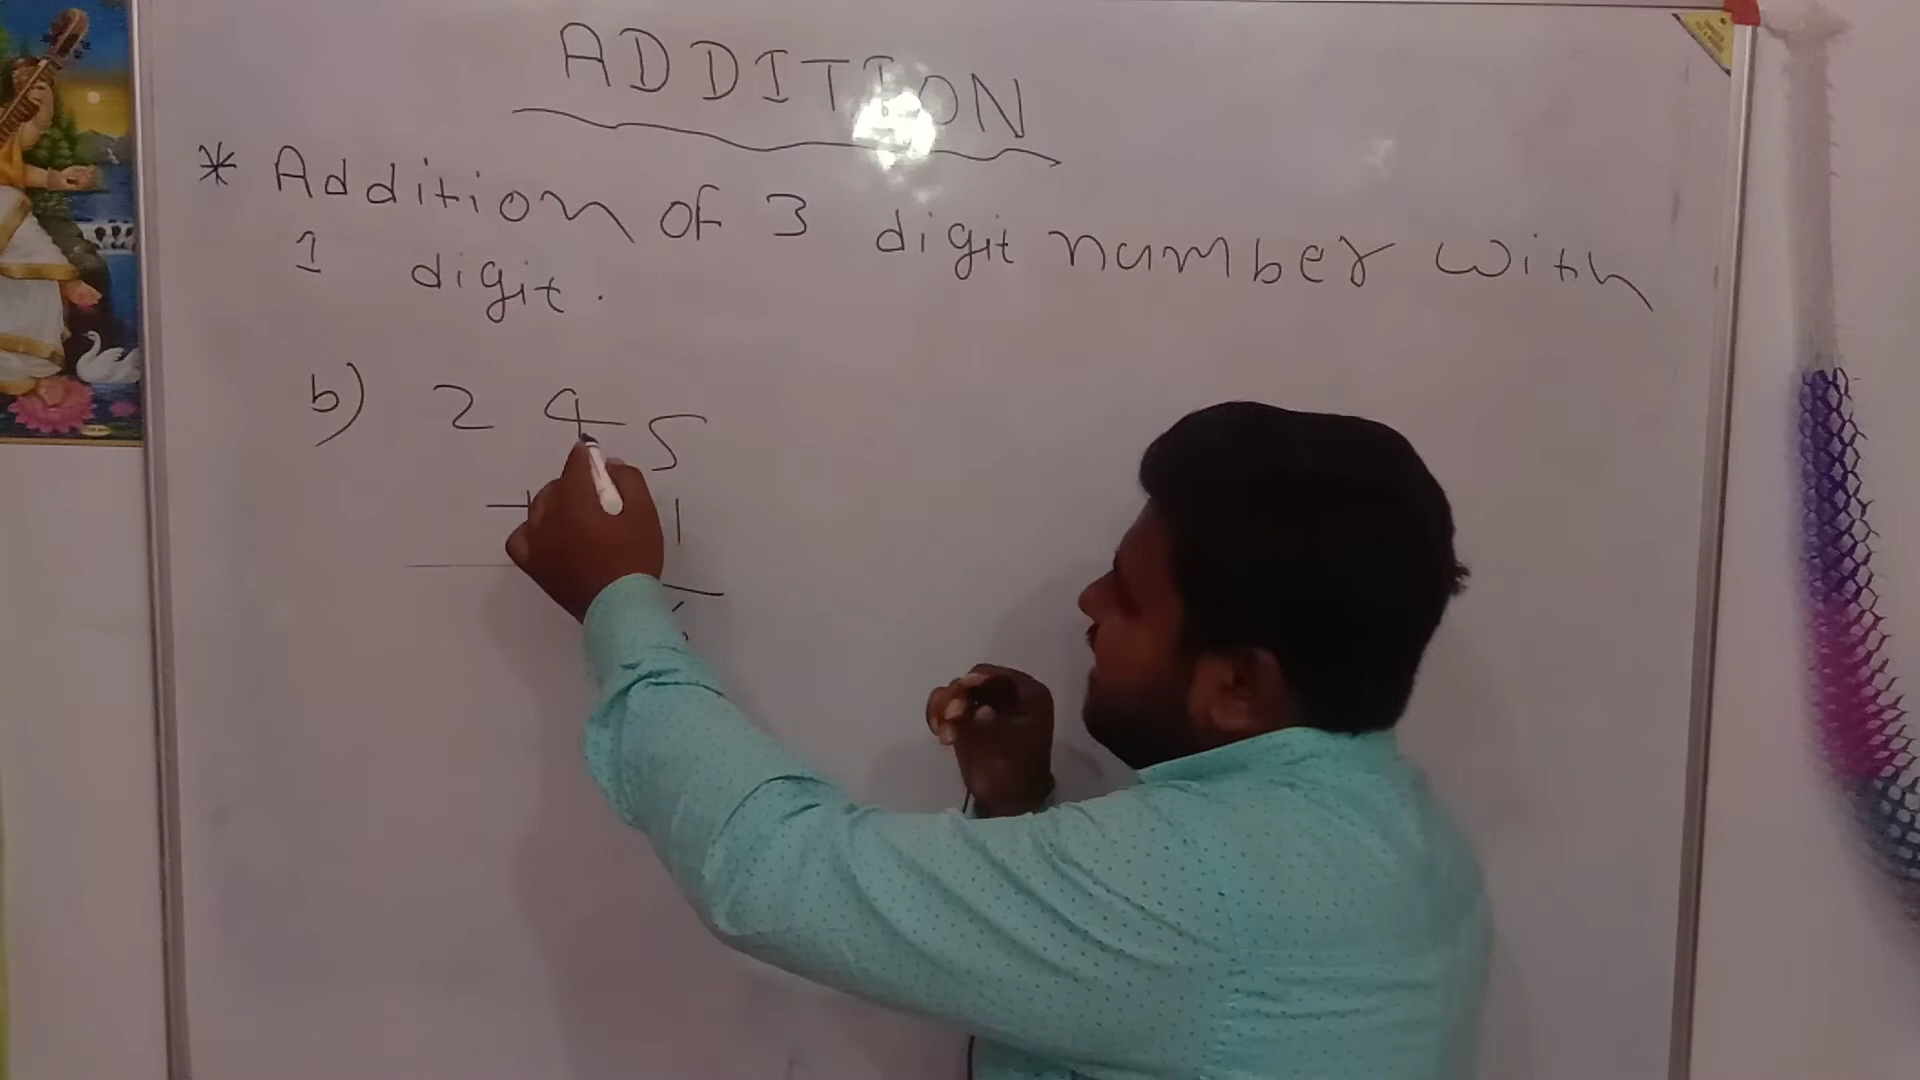 ADDITION
* Addition of 3 digit number with
1 digit.
b) 2 4 5
+ 1